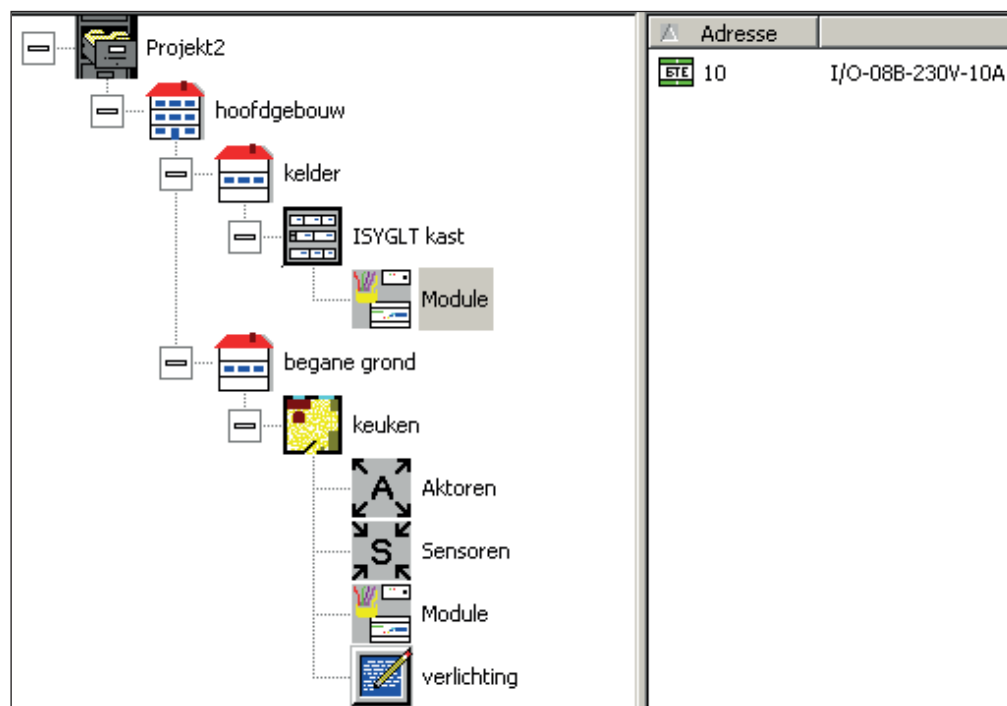 Projekt2
hoofdgebouw
kelder
ISYGLT kast
Module
begane grond
keuken
A Aktoren
S Sensoren
Module
verlichting
Adresse
BTE 10 I/O-08B-230V-10A